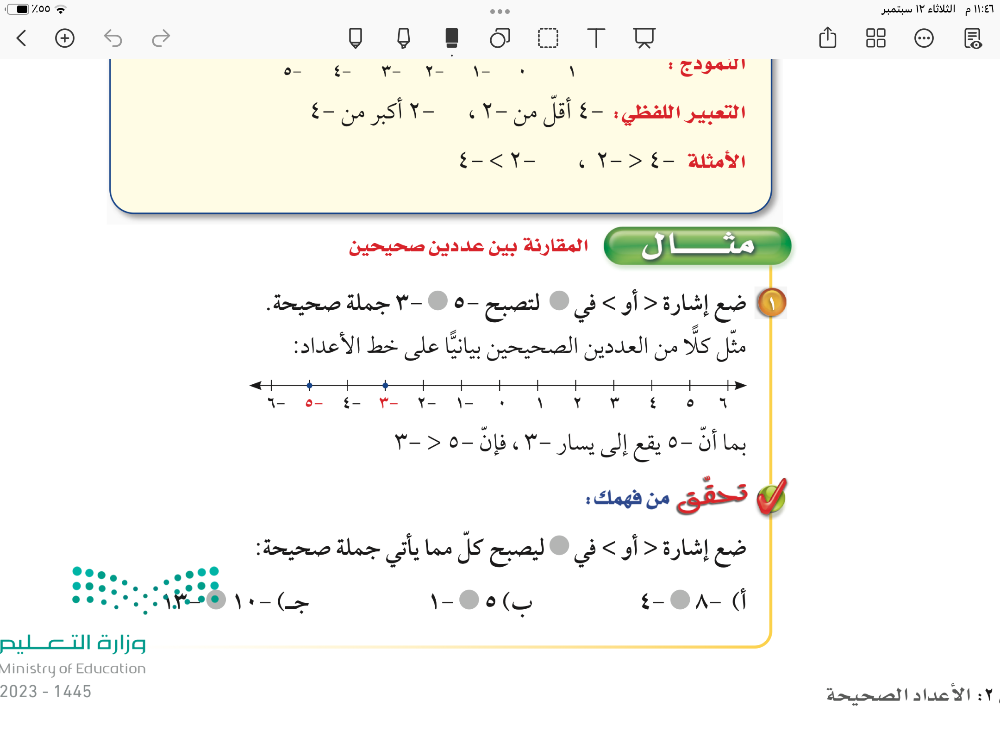 ١١:٤٦ م الثلاثاء ١٢ سبتمبر
٥٥٪
النموذج :
١ ٠ –١ –٢ –٣ –٤ –٥
التعبير اللفظي: –٤ أقلّ من –٢ ، –٢ أكبر من –٤
الأمثلة –٤ < –٢ ، –٢ > –٤
مثــــال المقارنة بين عددين صحيحين
١ ضع إشارة > أو < في لتصبح –٥ –٣ جملة صحيحة.
مثّل كلًّا من العددين الصحيحين بيانيًّا على خط الأعداد:
–٦ –٥ –٤ –٣ –٢ –١ ٠ ١ ٢ ٣ ٤ ٥ ٦
بما أنّ –٥ يقع إلى يسار –٣ ، فإنّ –٥ < –٣
تحقّق من فهمك:
ضع إشارة > أو < في ليصبح كلّ مما يأتي جملة صحيحة:
أ) –٨ –٤ ب) ٥ –١ جـ) –١٠ –١٣
وزارة التعليم
Ministry of Education
2023 - 1445
٢: الأعداد الصحيحة